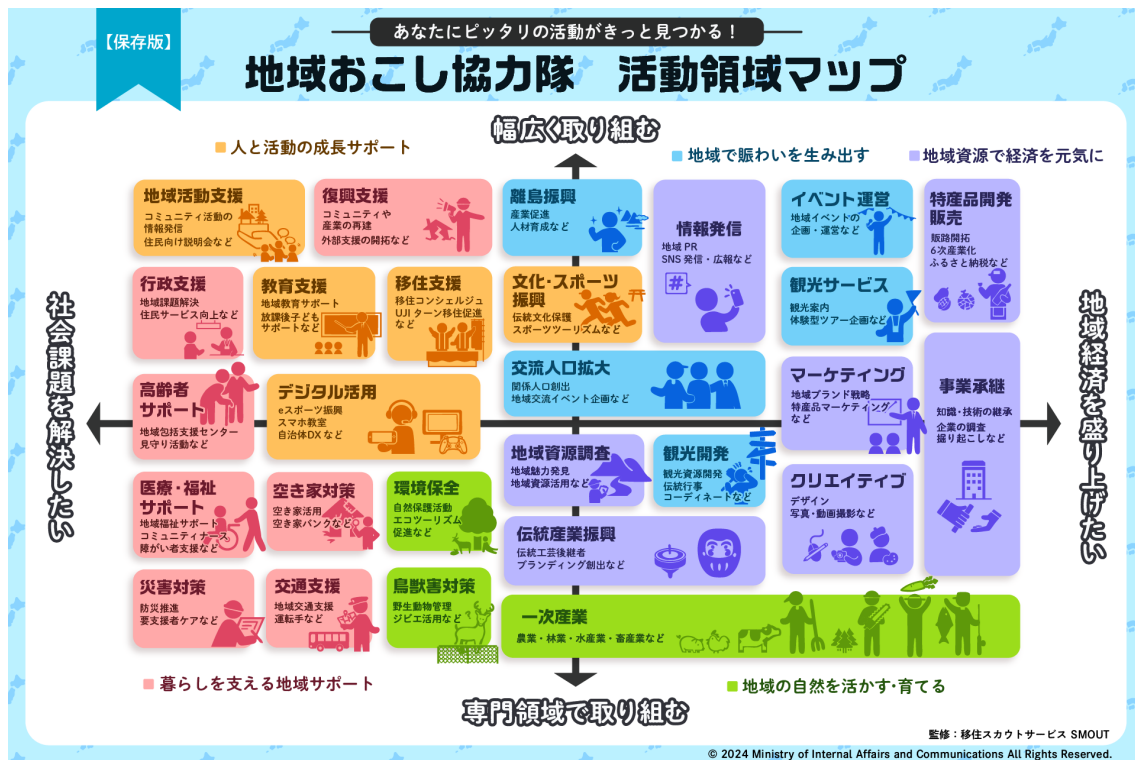 【保存版】
あなたにピッタリの活動がきっと見つかる！
地域おこし協力隊　活動領域マップ
幅広く取り組む
人と活動の成長サポート
地域で賑わいを生み出す
地域資源で経済を元気に
社会課題を解決したい
地域経済を盛り上げたい
地域活動支援
コミュニティ活動の
情報発信
住民向け説明会など
復興支援
コミュニティや
産業の再建
外部支援の開拓など
離島振興
産業促進
人材育成など
情報発信
地域 PR
SNS 発信・広報など
イベント運営
地域イベントの
企画・運営など
特産品開発
販売
販路開拓
6次産業化
ふるさと納税など
行政支援
地域課題解決
住民サービス向上など
教育支援
地域教育サポート
放課後子ども
サポートなど
移住支援
移住コンシェルジュ
UJI ターン移住促進
など
文化・スポーツ
振興
伝統文化保護
スポーツツーリズムなど
観光サービス
観光案内
体験型ツアー企画など
交流人口拡大
関係人口創出
地域交流イベント企画など
マーケティング
地域ブランド戦略
特産品マーケティング
など
事業承継
知識・技術の継承
企業の調査
掘り起こしなど
高齢者
サポート
地域包括支援センター
見守り活動など
デジタル活用
eスポーツ振興
スマホ教室
自治体DX など
地域資源調査
地域魅力発見
地域資源活用など
観光開発
観光資源開発
伝統行事
コーディネートなど
クリエイティブ
デザイン
写真・動画撮影など
医療・福祉
サポート
地域福祉サポート
コミュニティナース
障がい者支援など
空き家対策
空き家活用
空き家バンクなど
環境保全
自然保護活動
エコツーリズム
促進など
伝統産業振興
伝統工芸後継者
ブランディング創出など
災害対策
防災推進
要支援者ケアなど
交通支援
地域交通支援
運転手など
鳥獣害対策
野生動物管理
ジビエ活用など
一次産業
農業・林業・水産業・畜産業など
暮らしを支える地域サポート
地域の自然を活かす・育てる
専門領域で取り組む
監修：移住スカウトサービス SMOUT
© 2024 Ministry of Internal Affairs and Communications All Rights Reserved.